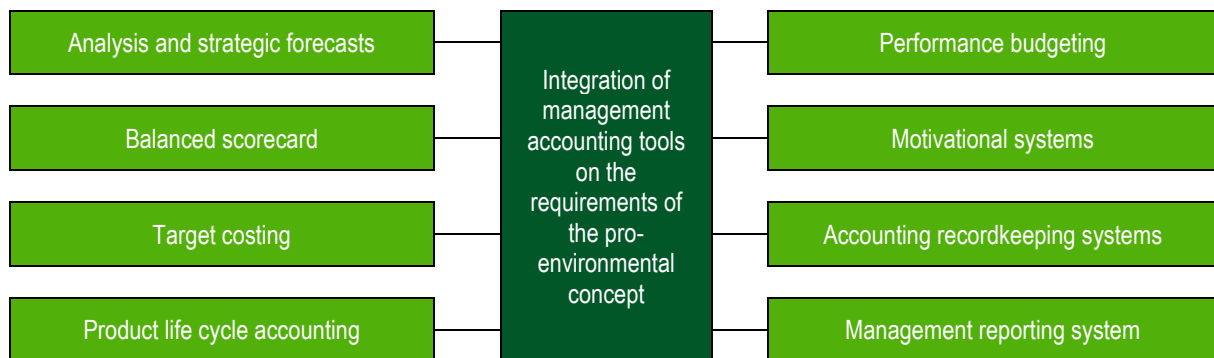 Analysis and strategic forecasts
Balanced scorecard
Target costing
Product life cycle accounting
Integration of
management
accounting tools
on the
requirements of
the pro-
environmental
concept
Performance budgeting
Motivational systems
Accounting recordkeeping systems
Management reporting system